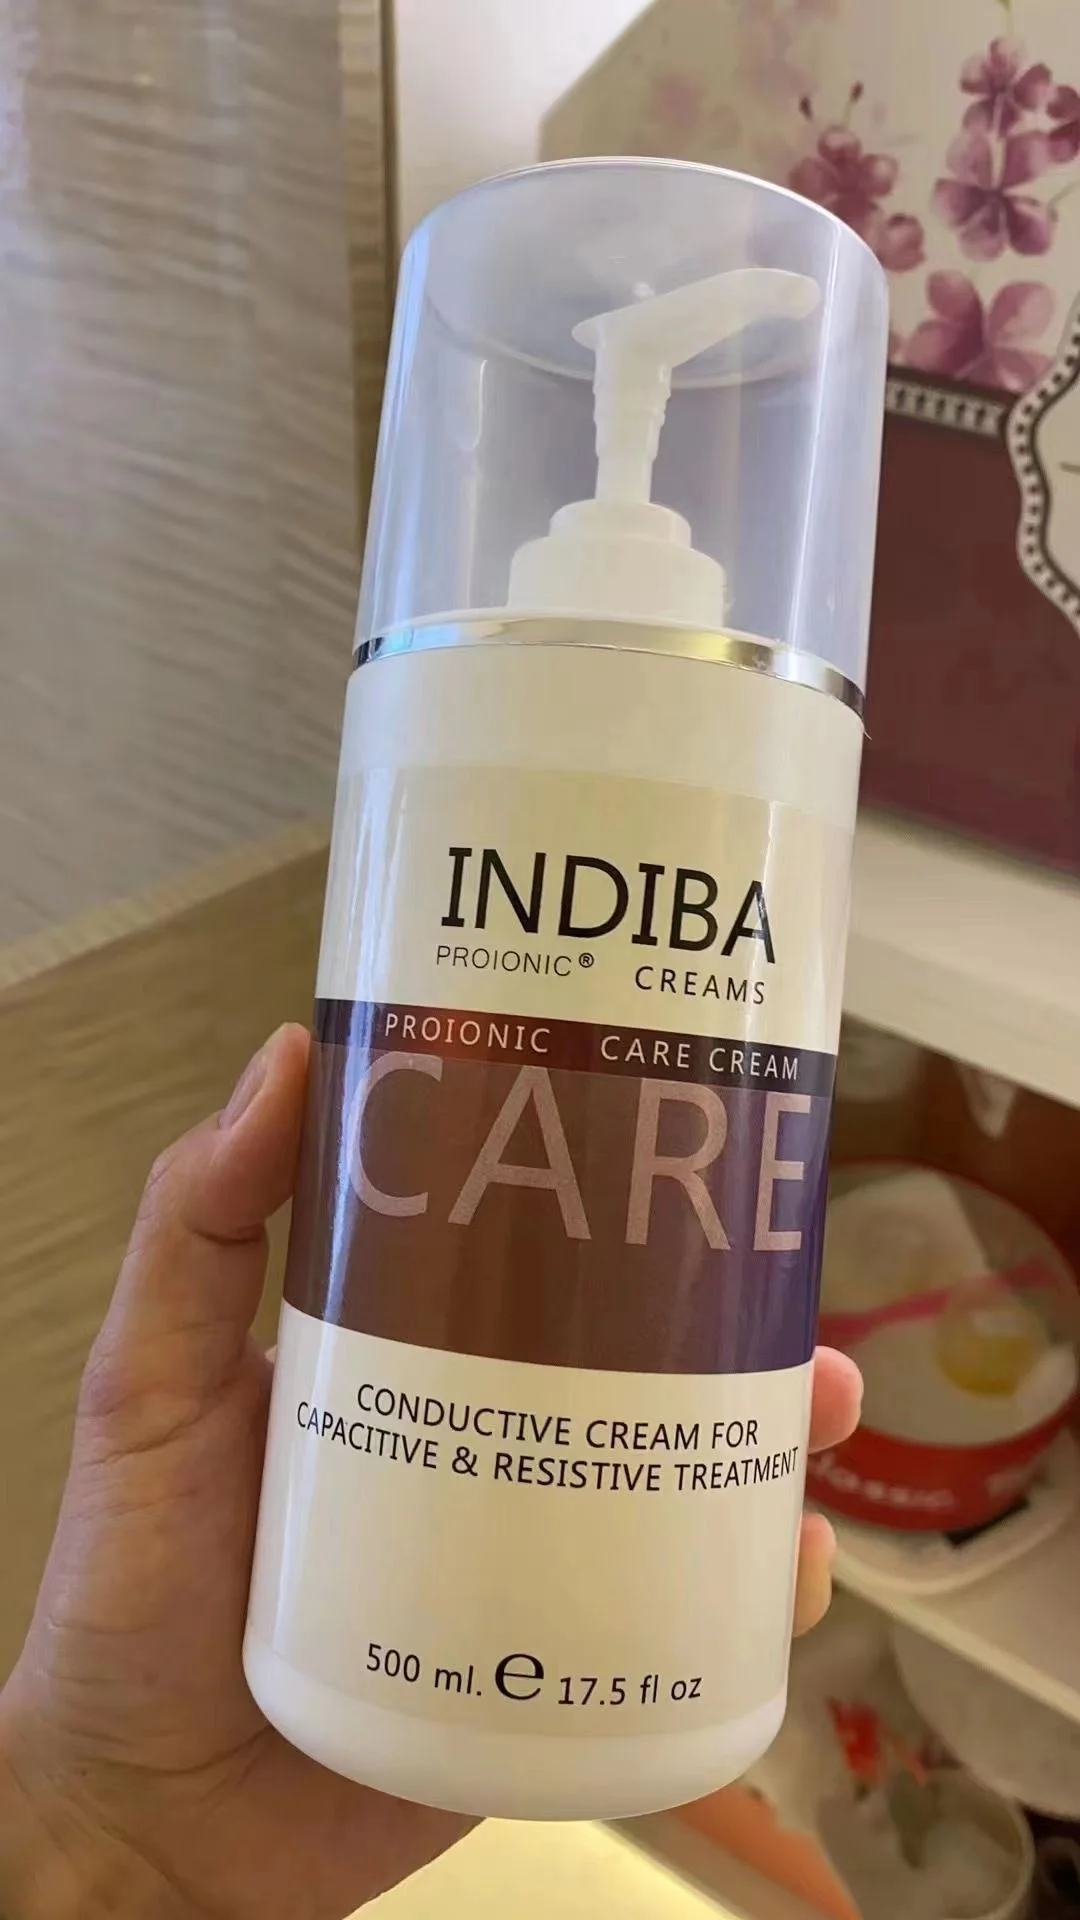 INDIBA
PROIONIC® CREAMS
PROIONIC CARE CREAM
CARE
CONDUCTIVE CREAM FOR
CAPACITIVE & RESISTIVE TREATMENT
500 ml. e 17.5 fl oz